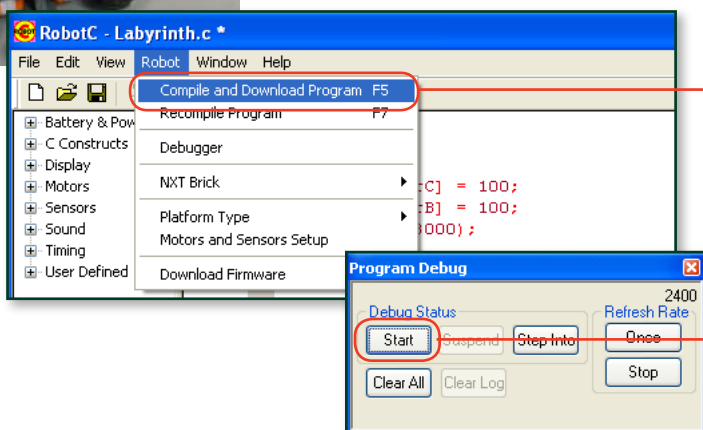 RobotC - Labyrinth.c *
File Edit View Robot Window Help
Compile and Download Program F5
Recompile Program F7
Debugger
NXT Brick
Platform Type
Motors and Sensors Setup
Download Firmware
Battery & Pow
C Constructs
Display
Motors
Sensors
Sound
Timing
User Defined
C] = 100;
B] = 100;
000);
Program Debug
2400
Debug Status
Refresh Rate
Start Suspend Step Into Once
Clear All Clear Log Stop